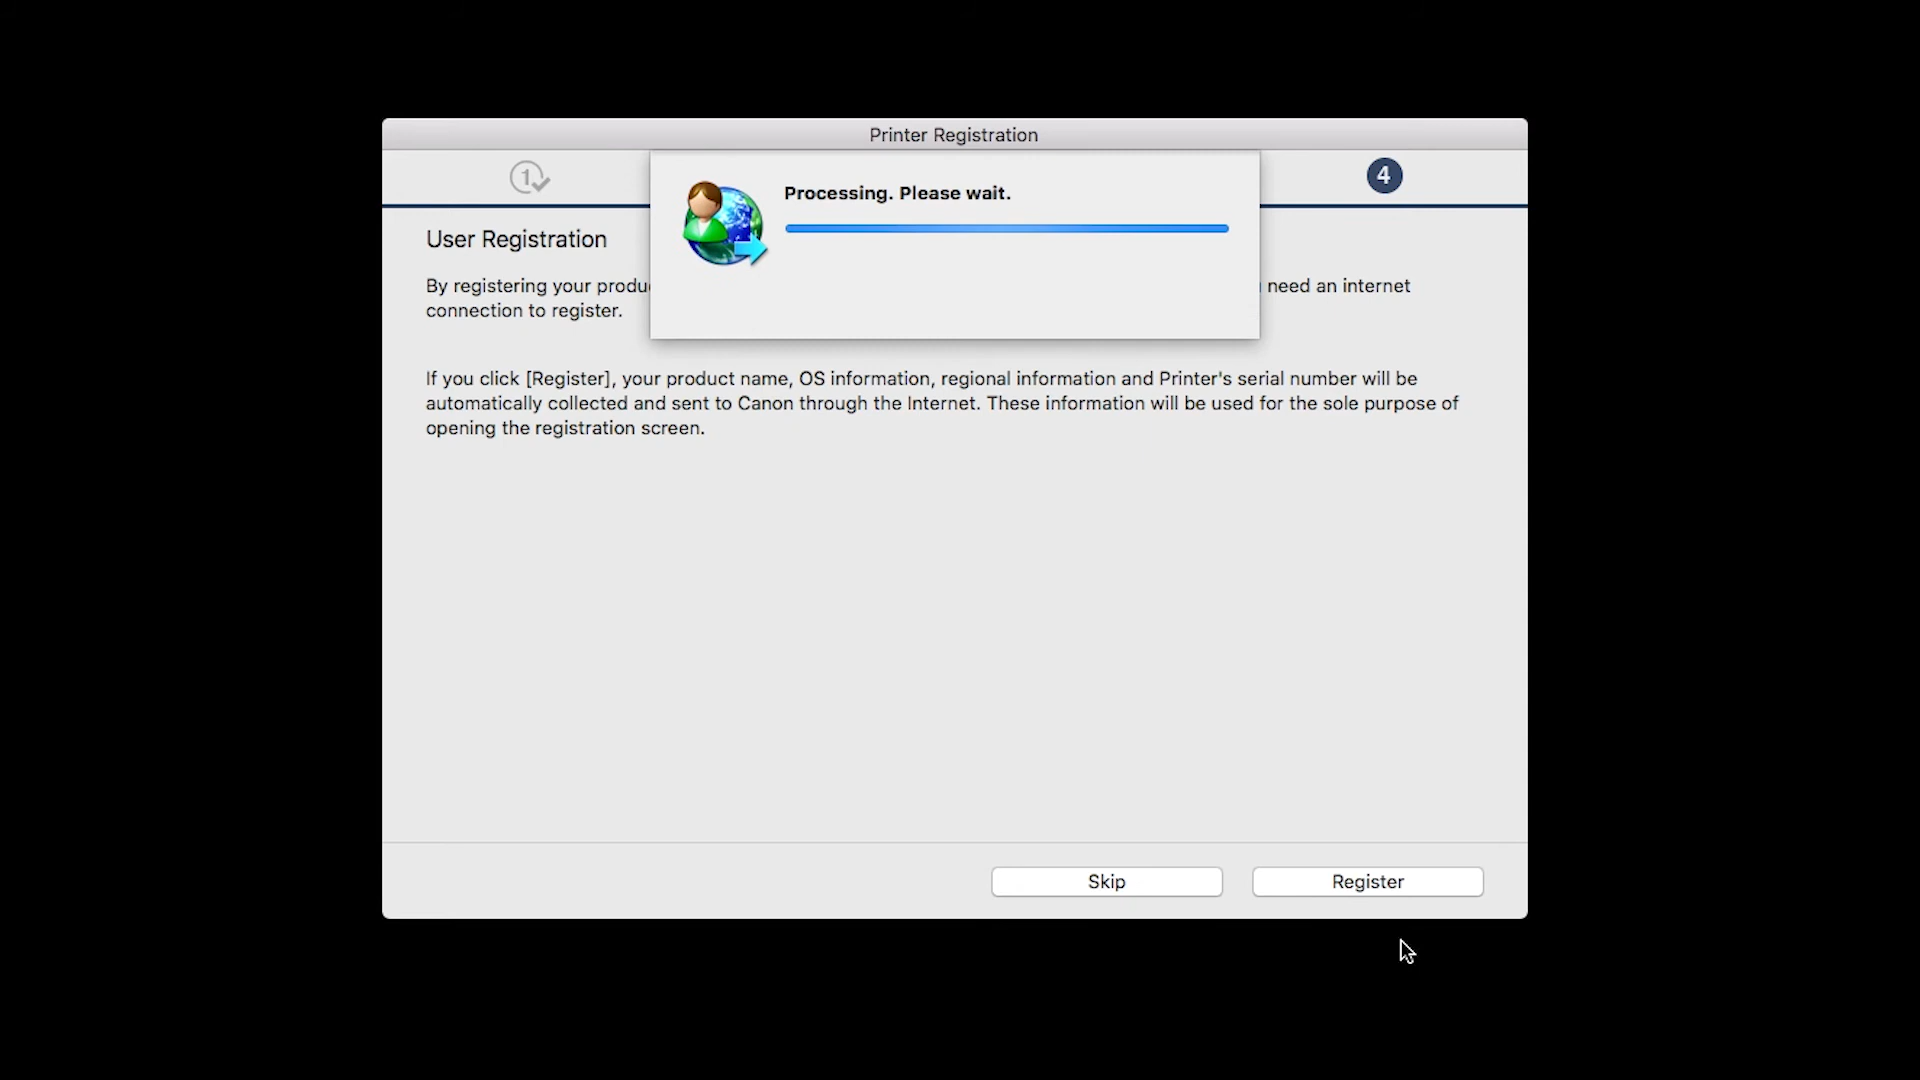 Printer Registration
1
4
Processing. Please wait.
User Registration
By registering your produ need an internet
connection to register.
If you click [Register], your product name, OS information, regional information and Printer's serial number will be
automatically collected and sent to Canon through the Internet. These information will be used for the sole purpose of
opening the registration screen.
Skip
Register